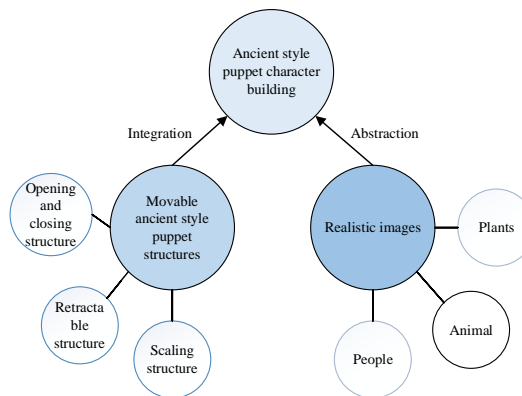 Ancient style
puppet character
building
Integration
Abstraction
Opening
and
closing
structure
Movable
ancient style
puppet
structures
Realistic images
Plants
Retracta
ble
structure
Scaling
structure
People
Animal